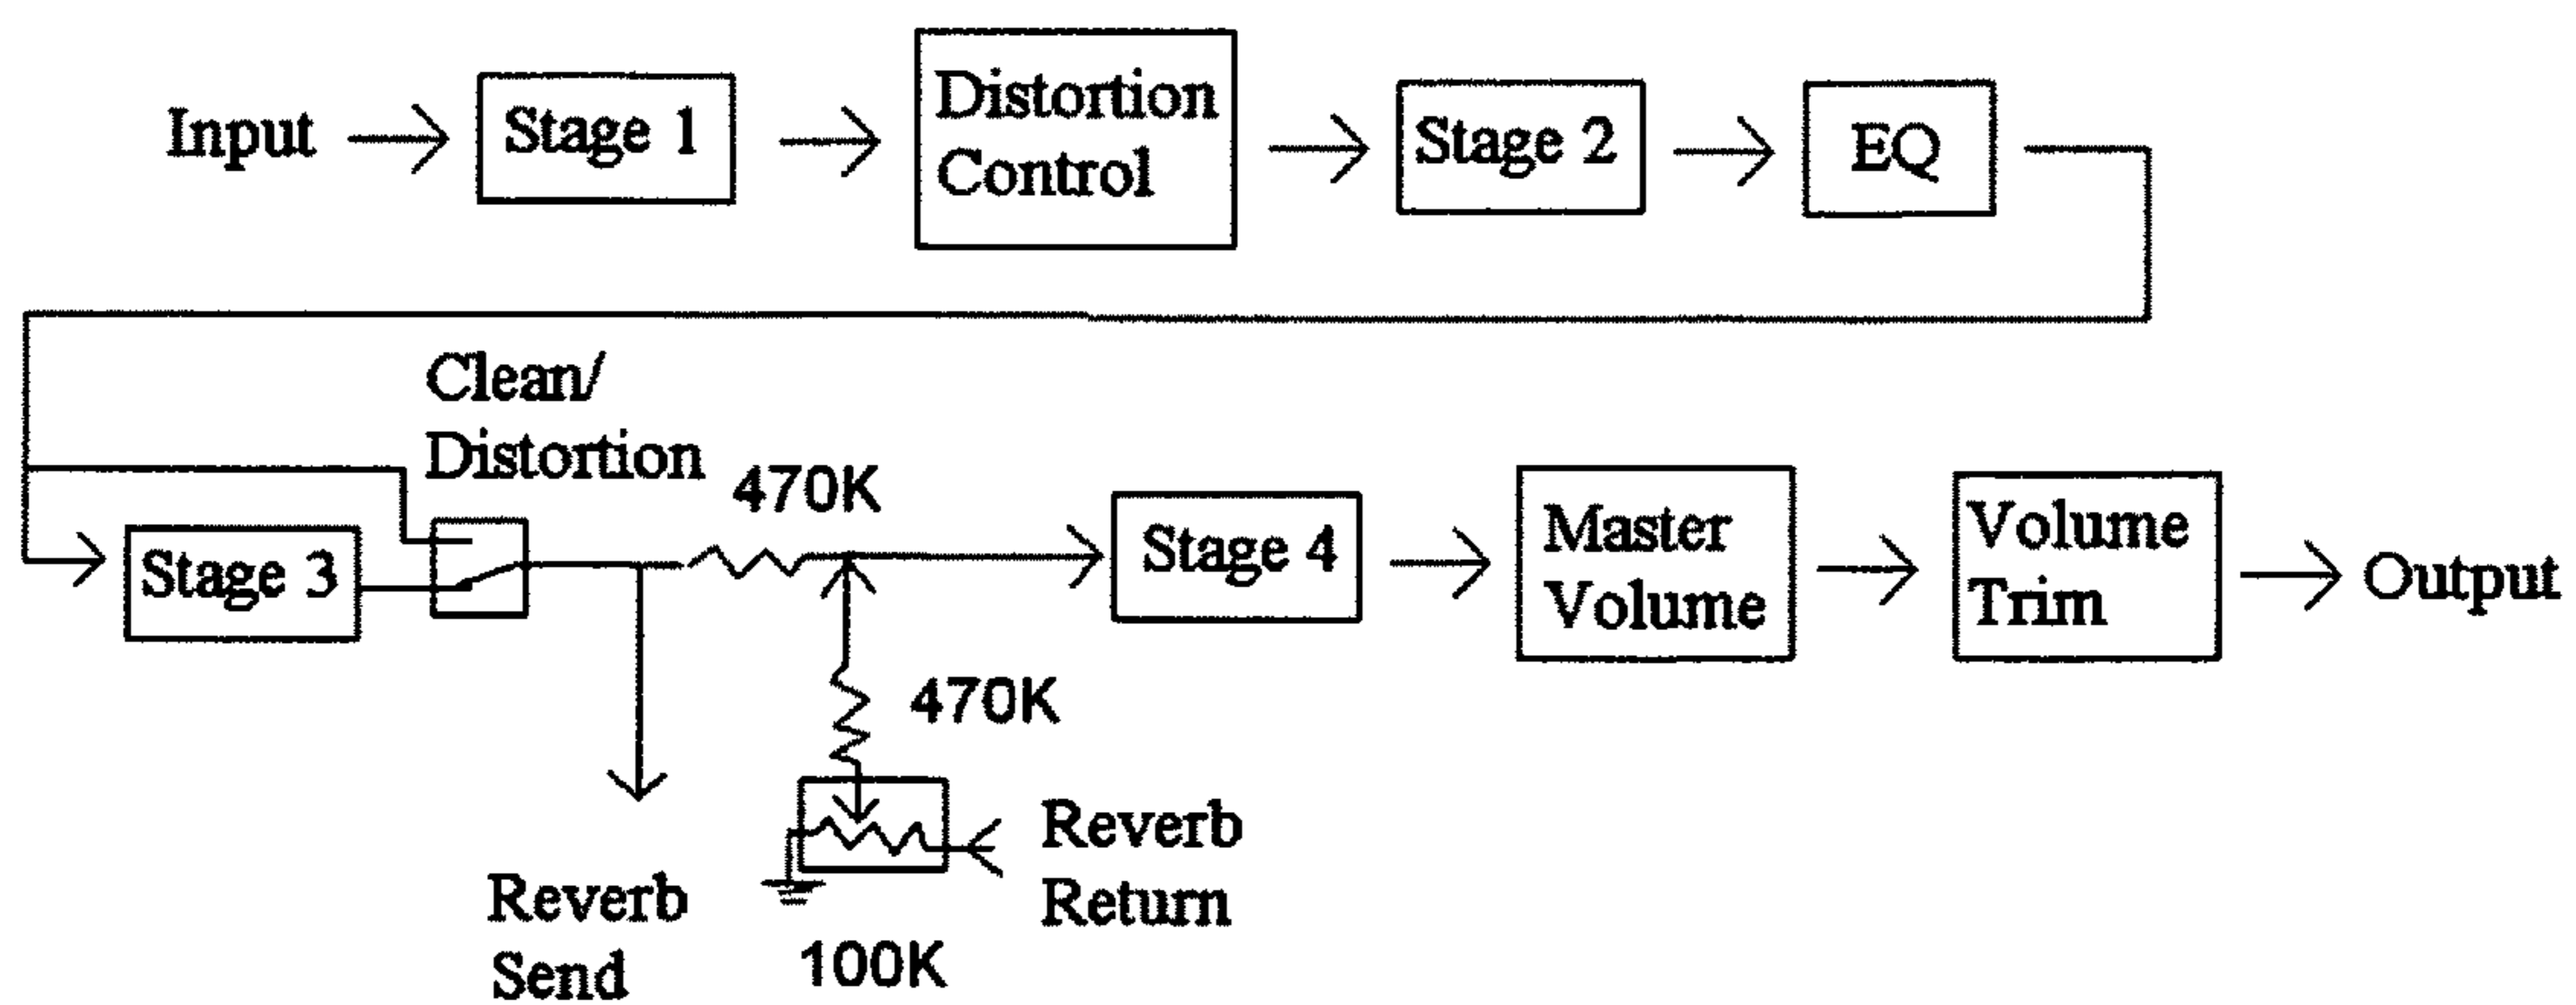 Input
Stage 1
Distortion
Control
Stage 2
EQ
Clean/
Distortion
470K
Stage 3
Stage 4
Master
Volume
Volume
Trim
Output
470K
Reverb
Send
Reverb
Return
100K